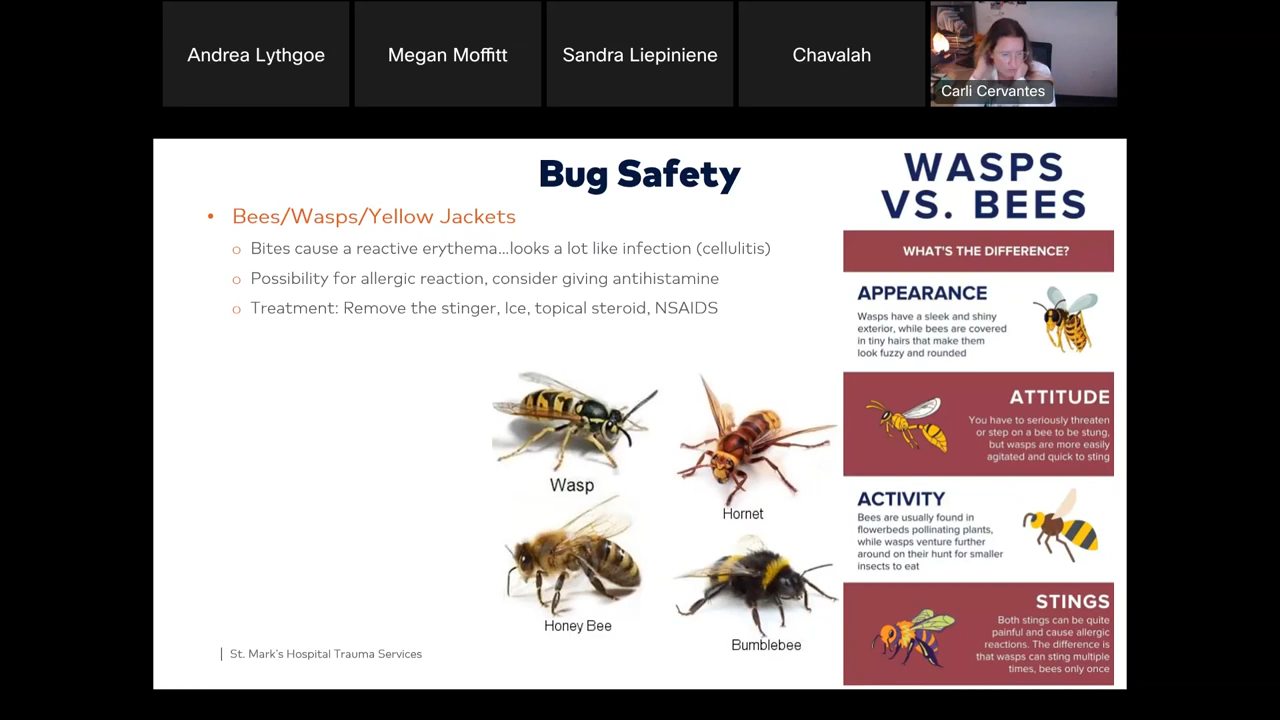 Andrea Lythgoe
Megan Moffitt
Sandra Liepiniene
Chavalah
Carli Cervantes
Bug Safety
• Bees/Wasps/Yellow Jackets
o Bites cause a reactive erythema...looks a lot like infection (cellulitis)
o Possibility for allergic reaction, consider giving antihistamine
o Treatment: Remove the stinger, Ice, topical steroid, NSAIDS
Wasp
Hornet
Honey Bee
Bumblebee
| St. Mark's Hospital Trauma Services
WASPS
VS. BEES
WHAT'S THE DIFFERENCE?
APPEARANCE
Wasps have a sleek and shiny
exterior, while bees are covered
in tiny hairs that make them
look fuzzy and rounded
ATTITUDE
You have to seriously threaten
or step on a bee to be stung,
but wasps are more easily
agitated and quick to sting
ACTIVITY
Bees are usually found in
flowerbeds pollinating plants,
while wasps venture further
around on their hunt for smaller
insects to eat
STINGS
Both stings can be quite
painful and cause allergic
reactions. The difference is
that wasps can sting multiple
times, bees only once